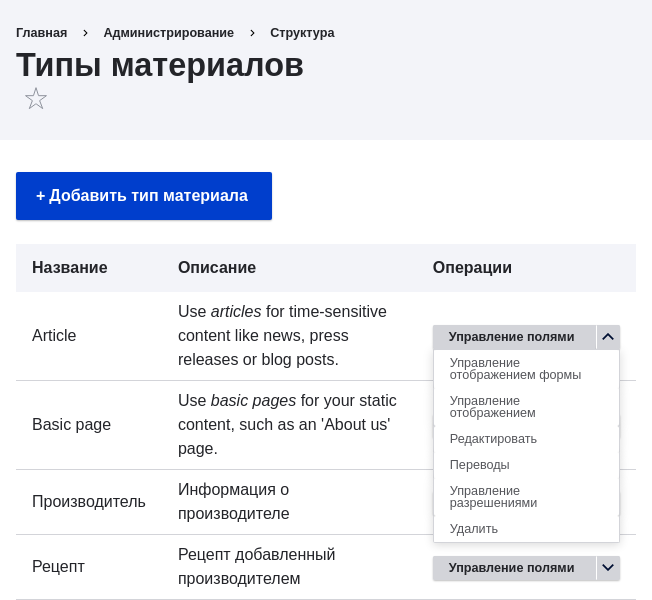 Главная > Администрирование > Структура
Типы материалов
+ Добавить тип материала
Название Описание Операции
Article
Use articles for time-sensitive
content like news, press
releases or blog posts.
Управление полями
Управление
отображением формы
Управление
отображением
Редактировать
Переводы
Управление
разрешениями
Удалить
Basic page
Use basic pages for your static
content, such as an 'About us'
page.
Производитель
Информация о
производителе
Рецепт
Рецепт добавленный
производителем
Управление полями